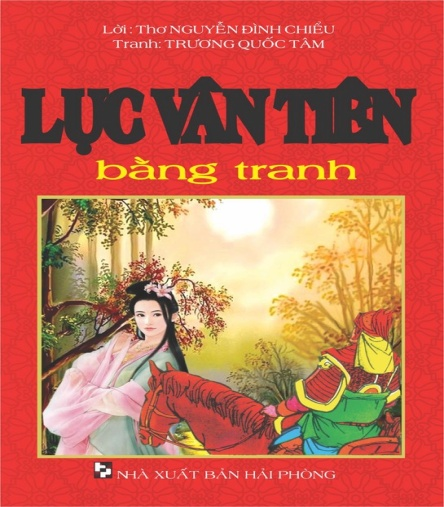 Lời : Thơ NGUYỄN ĐÌNH CHIỂU
Tranh: TRƯƠNG QUỐC TÂM
LỤC VÂN TIÊN
bằng tranh
NHÀ XUẤT BẢN HẢI PHÒNG